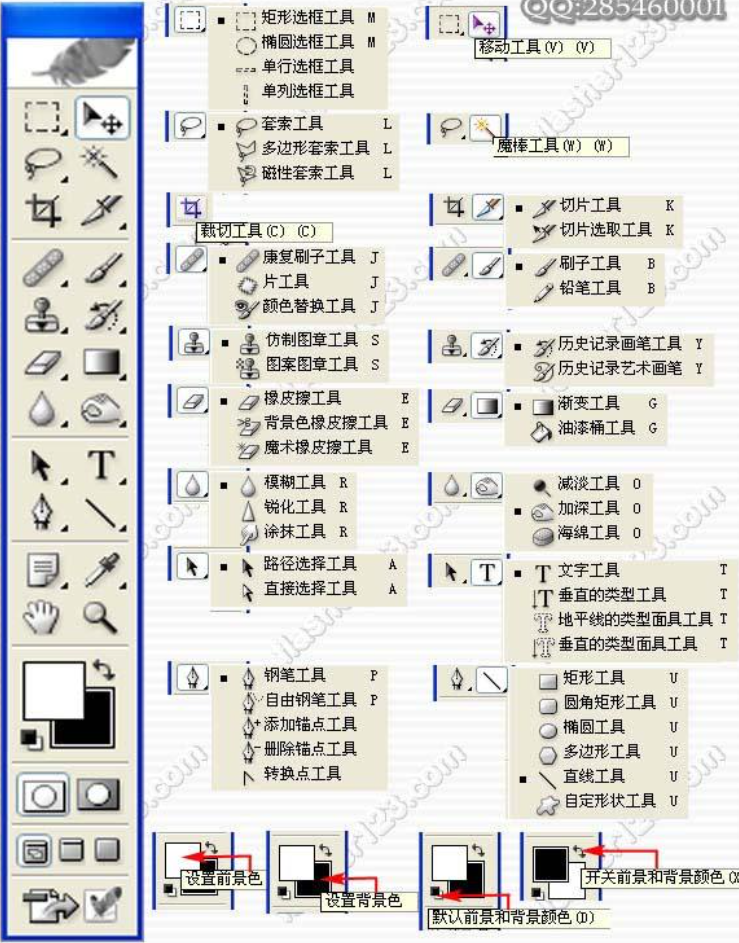 QQ:285460001
矩形选框工具 M
椭圆选框工具 M
单行选框工具
单列选框工具
移动工具(V) (V)
套索工具 L
多边形套索工具 L
磁性套索工具 L
魔棒工具(W) (W)
裁切工具(C) (C)
切片工具 K
切片选取工具 K
康复刷子工具 J
片工具 J
颜色替换工具 J
刷子工具 B
铅笔工具 B
仿制图章工具 S
图案图章工具 S
历史记录画笔工具 Y
历史记录艺术画笔 Y
橡皮擦工具 E
背景色橡皮擦工具 E
魔术橡皮擦工具 E
渐变工具 G
油漆桶工具 G
模糊工具 R
锐化工具 R
涂抹工具 R
减淡工具 O
加深工具 O
海绵工具 O
路径选择工具 A
直接选择工具 A
文字工具 T
垂直的类型工具 T
地平线的类型面具工具 T
垂直的类型面具工具 T
钢笔工具 P
自由钢笔工具 P
添加锚点工具
删除锚点工具
转换点工具
矩形工具 U
圆角矩形工具 U
椭圆工具 U
多边形工具 U
直线工具 U
自定形状工具 U
设置前景色
设置背景色
默认前景和背景颜色(D)
开关前景和背景颜色(X